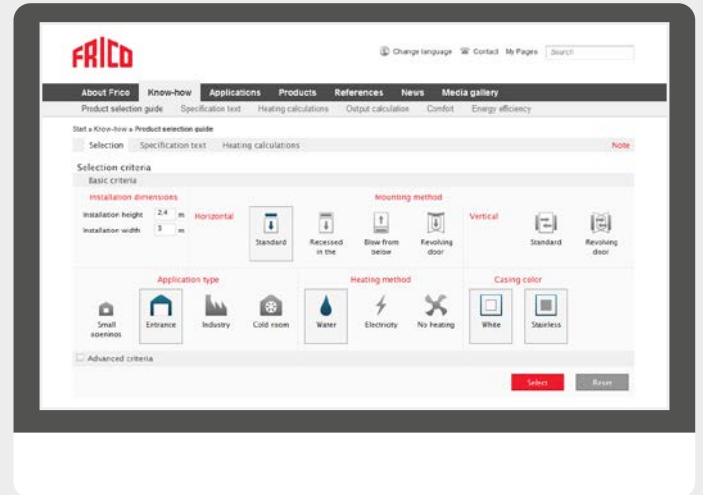 FRICO
Change language Contact My Pages Search
About Frico Know-how Applications Products References News Media gallery
Product selection guide Specification text Heating calculations Output calculation Comfort Energy efficiency
Start » Know-how » Product selection guide
Selection Specification text Heating calculations Note
Selection criteria
Basic criteria
Installation dimensions Mounting method
Installation height 2,4 m Horizontal Vertical
Installation width 3 m
Standard Recessed in the Blow from below Revolving door Standard Revolving door
Application type Heating method Casing color
Small openings Entrance Industry Cold room Water Electricity No heating White Stainless
Advanced criteria
Select Reset